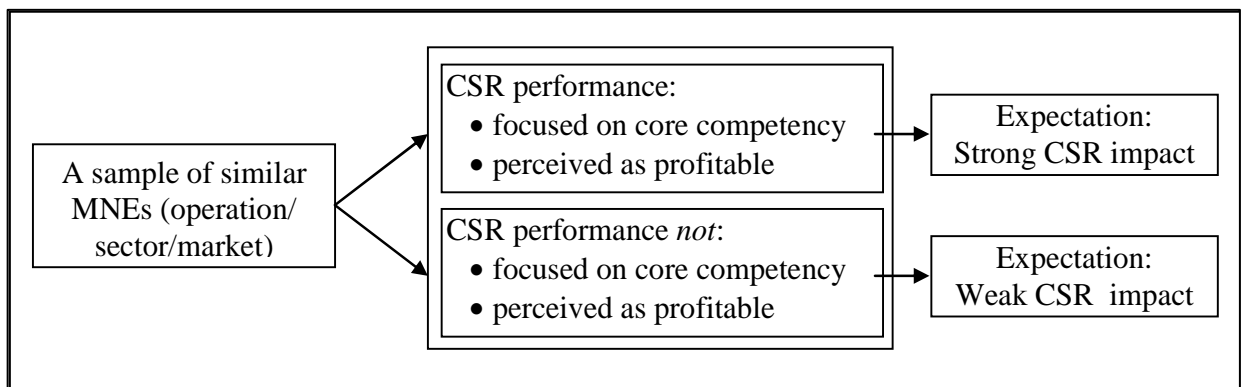 A sample of similar
MNEs (operation/
sector/market)
CSR performance:
• focused on core competency
• perceived as profitable
CSR performance not:
• focused on core competency
• perceived as profitable
Expectation:
Strong CSR impact
Expectation:
Weak CSR impact